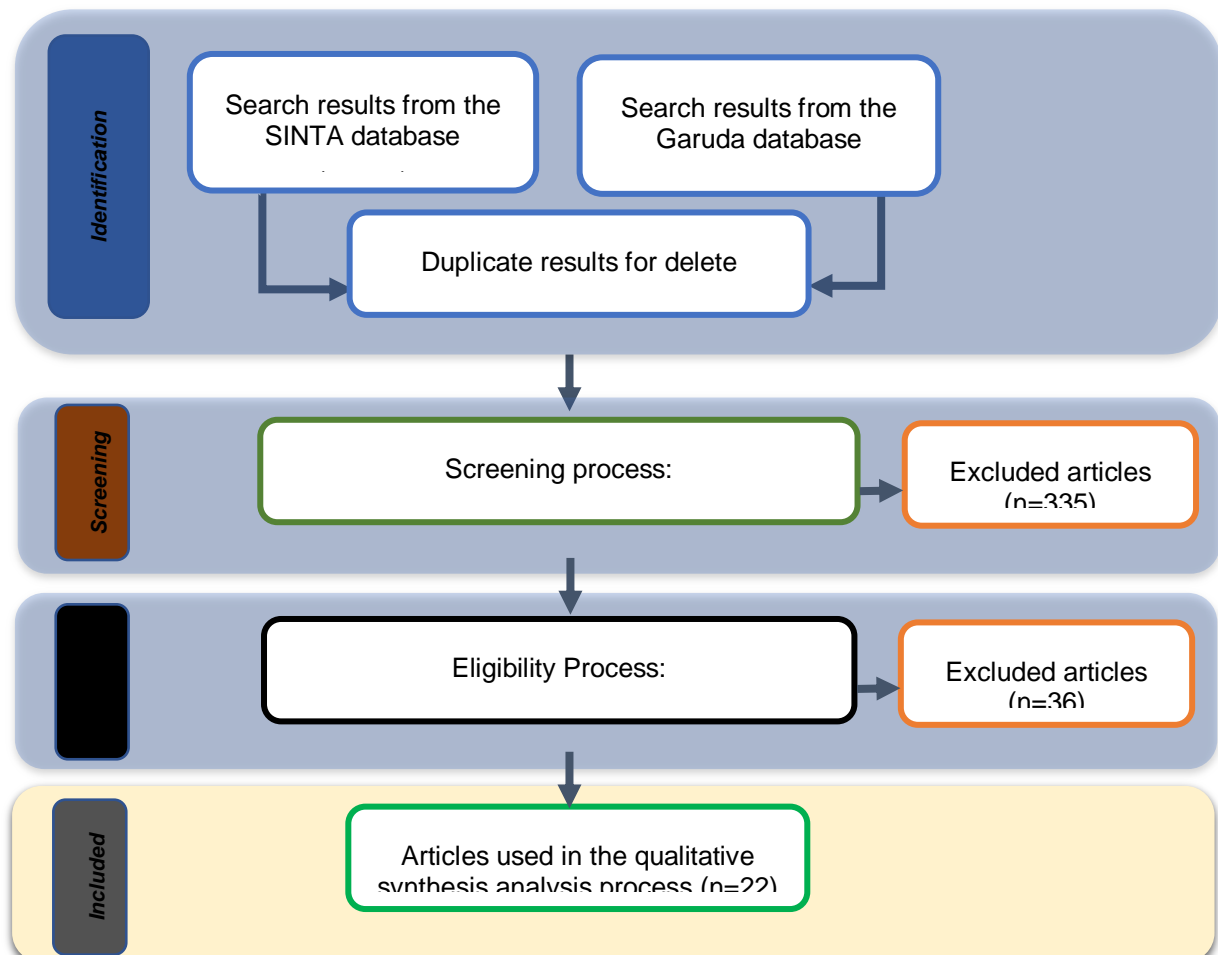 Identification
Search results from the
SINTA database
Search results from the
Garuda database
Duplicate results for delete
Screening
Screening process:
Excluded articles
(n=335)
Eligibility Process:
Excluded articles
(n=36)
Included
Articles used in the qualitative
synthesis analysis process (n=22)